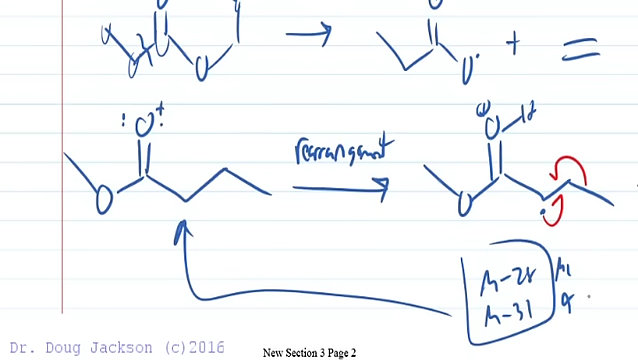 O
O
O
O·
+
:O:+
rearrangement
⊕
O-H
O
O
M-28
M-31
Dr. Doug Jackson (c)2016
New Section 3 Page 2